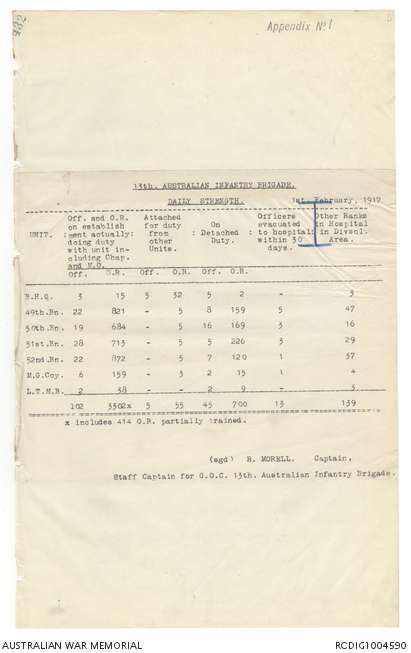 932
Appendix No 1
13th. AUSTRALIAN INFANTRY BRIGADE.
DAILY STRENGTH. 1st. February, 1917
UNIT. : Off. and O.R. on establishment actually doing duty with unit including Chap. and M.O. : Attached for duty from other Units. : On Detached Duty. : Officers evacuated to hospital within 30 days. : Other Ranks in Hospital in Divsnl. Area.
Off. O.R. Off. O.R. Off. O.R.
B.H.Q. 3 15 5 32 5 2 - 3
49th.Bn. 22 821 - 5 8 159 5 47
50th.Bn. 19 684 - 5 16 169 3 16
51st.Bn. 28 713 - 5 5 226 3 29
52nd.Bn. 22 872 - 5 7 120 1 37
M.G.Coy. 6 159 - 3 2 15 1 4
L.T.M.B. 2 38 - - 2 9 - 3
102 3302x 5 55 45 700 13 139
x includes 414 O.R. partially trained.
(sgd) R. MORELL. Captain,
Staff Captain for G.O.C. 13th. Australian Infantry Brigade.
AUSTRALIAN WAR MEMORIAL
RCDIG1004590